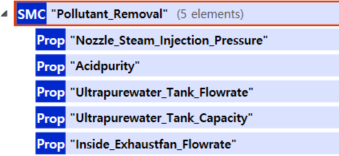 SMC "Pollutant_Removal" (5 elements)
Prop "Nozzle_Steam_Injection_Pressure"
Prop "Acidpurity"
Prop "Ultrapurewater_Tank_Flowrate"
Prop "Ultrapurewater_Tank_Capacity"
Prop "Inside_Exhaustfan_Flowrate"